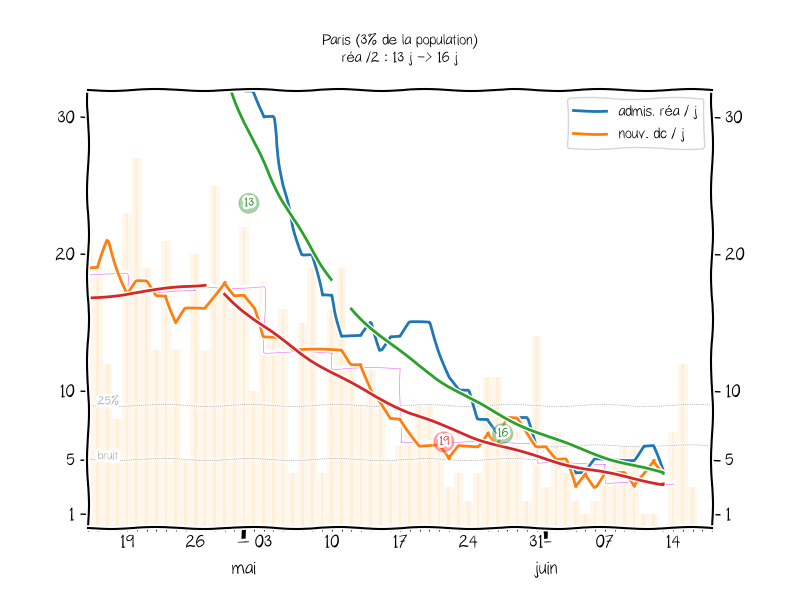 Paris (3% de la population)
réa /2 : 13 j -> 16 j
admis. réa / j
nouv. dc / j
30
30
13
20
20
10
10
25%
19
16
bruit
5
5
1
1
19 26 03 10 17 24 31 07 14
mai juin